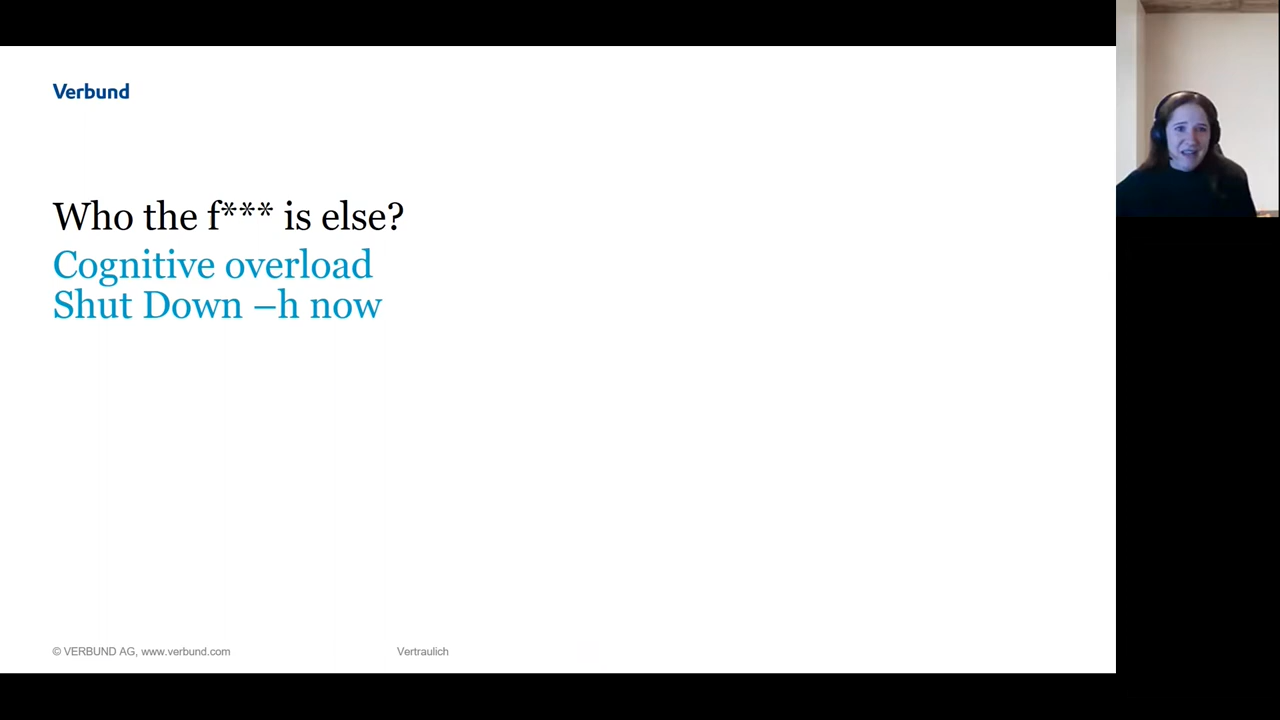 Verbund
Who the f*** is else?
Cognitive overload
Shut Down –h now
© VERBUND AG, www.verbund.com
Vertraulich